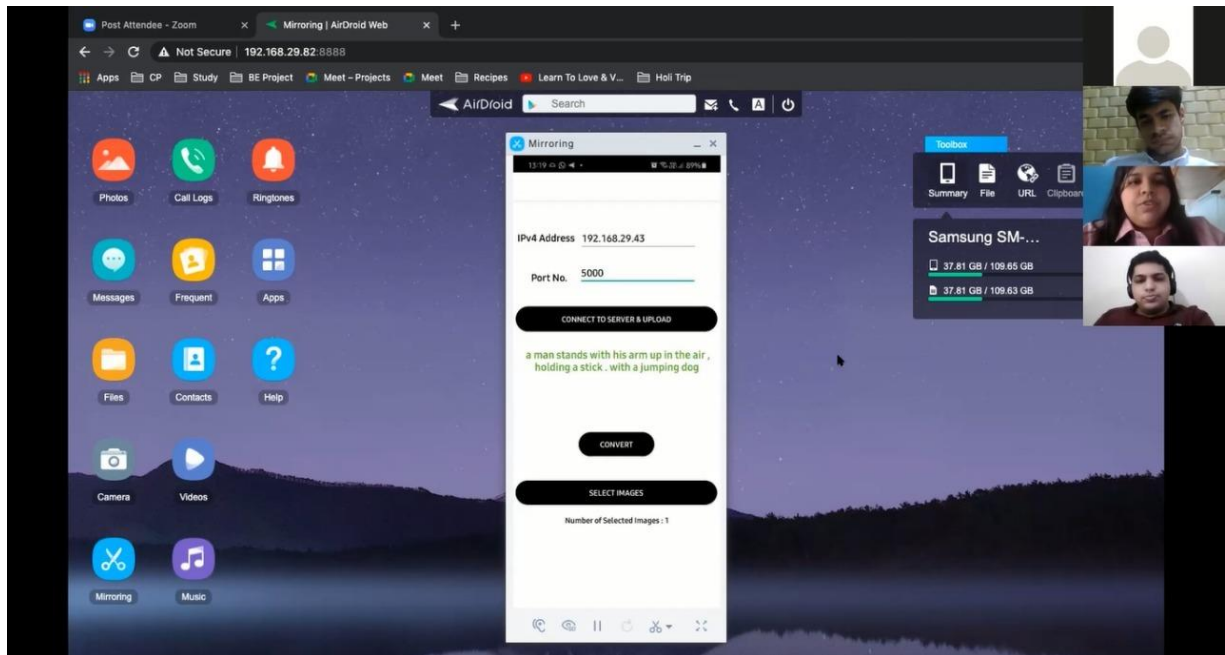 Post Attendee - Zoom
Mirroring | AirDroid Web
Not Secure 192.168.29.82:8888
Apps CP Study BE Project Meet – Projects Meet Recipes Learn To Love & V... Holi Trip
AirDroid Search A
Mirroring
13:19 89%
Toolbox
Photos Call Logs Ringtones
Summary File URL Clipboar
IPv4 Address 192.168.29.43
Samsung SM-...
37.81 GB / 109.65 GB
Port No. 5000
37.81 GB / 109.63 GB
Messages Frequent Apps
CONNECT TO SERVER & UPLOAD
a man stands with his arm up in the air ,
holding a stick . with a jumping dog
Files Contacts Help
CONVERT
Camera Videos
SELECT IMAGES
Number of Selected Images : 1
Mirroring Music